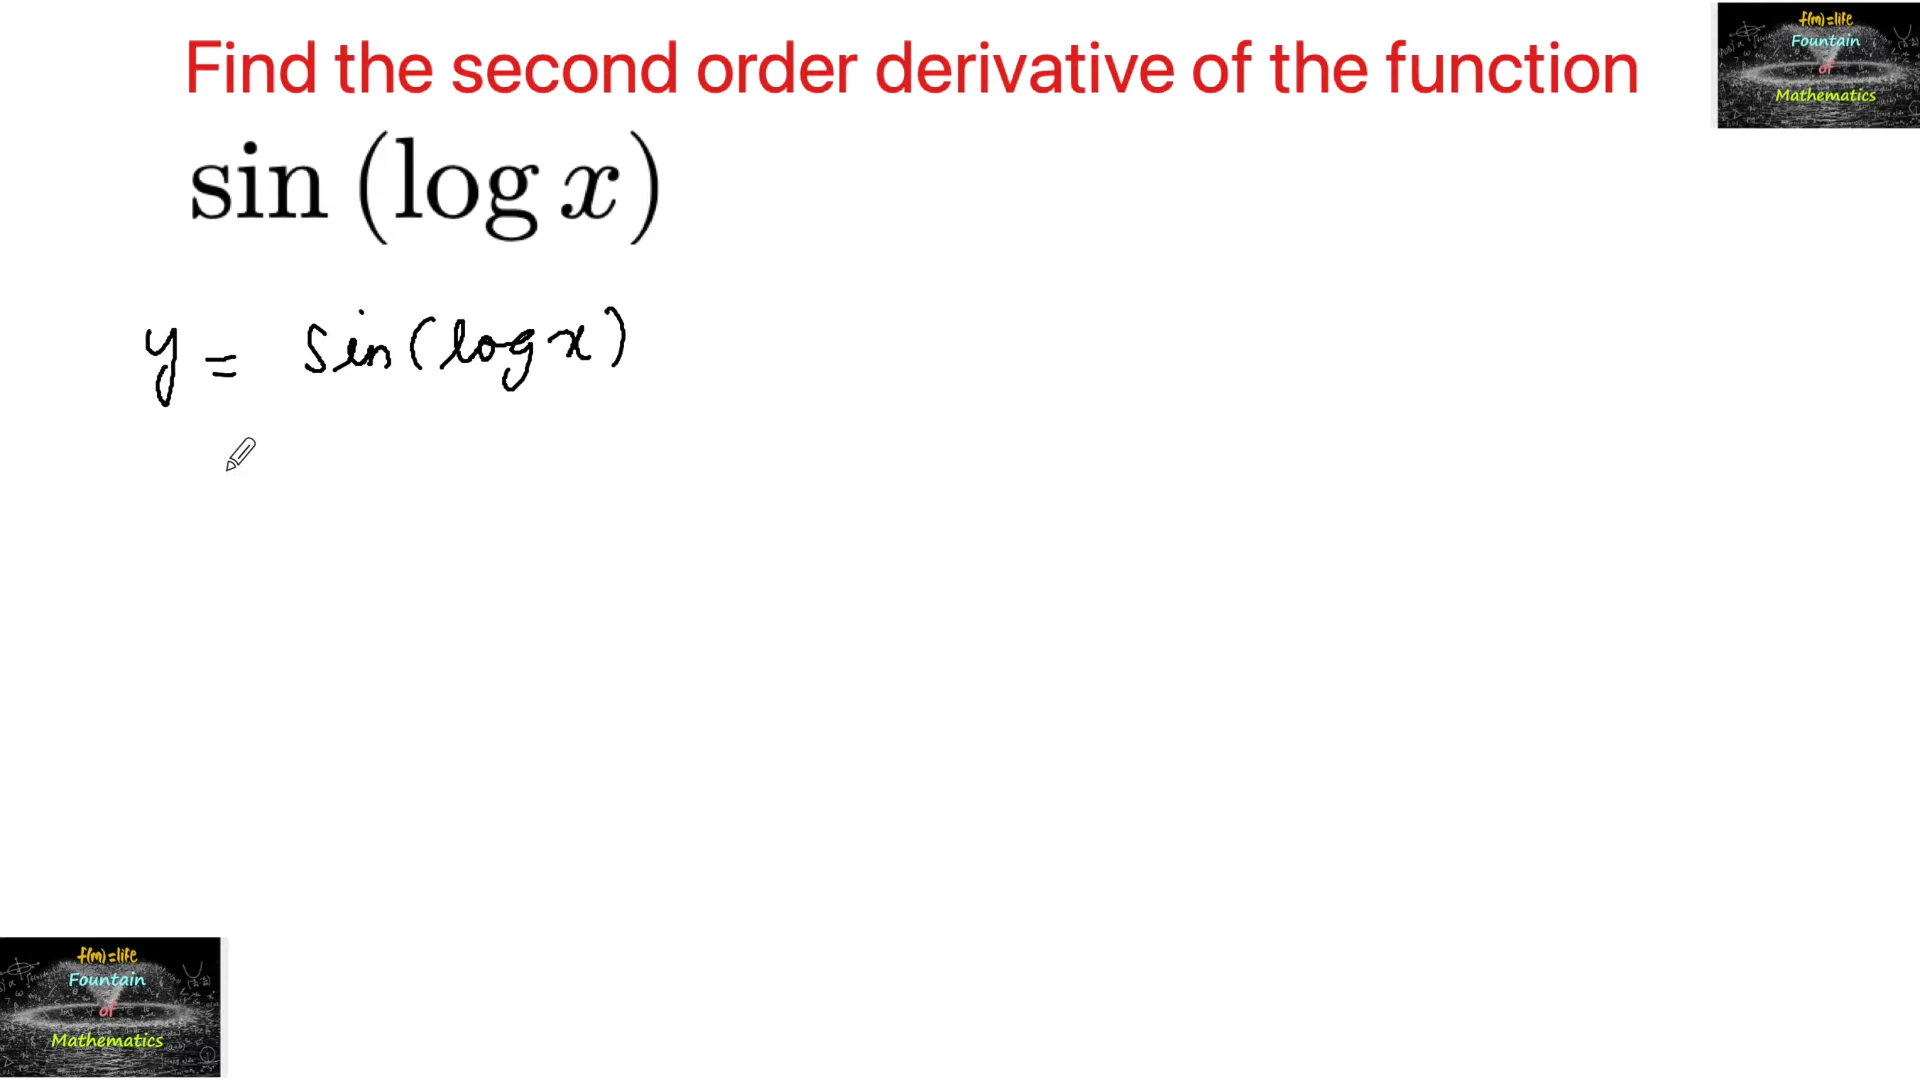 Find the second order derivative of the function
sin (log x)
y = sin(log x)
f(m)=life
Fountain
of
Mathematics
f(m)=life
Fountain
of
Mathematics